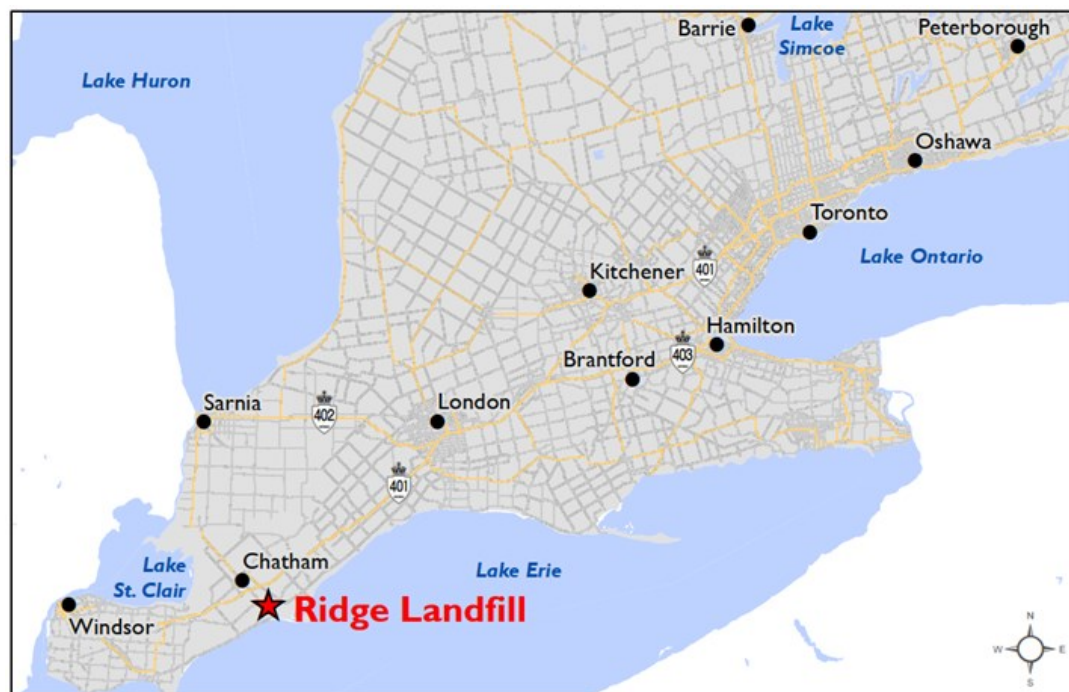 Barrie
Lake
Simcoe
Peterborough
Lake Huron
Oshawa
Toronto
Lake Ontario
Kitchener
401
Hamilton
403
Brantford
Sarnia
402
London
401
Chatham
Lake
St. Clair
Lake Erie
Ridge Landfill
Windsor
N
W
E
S